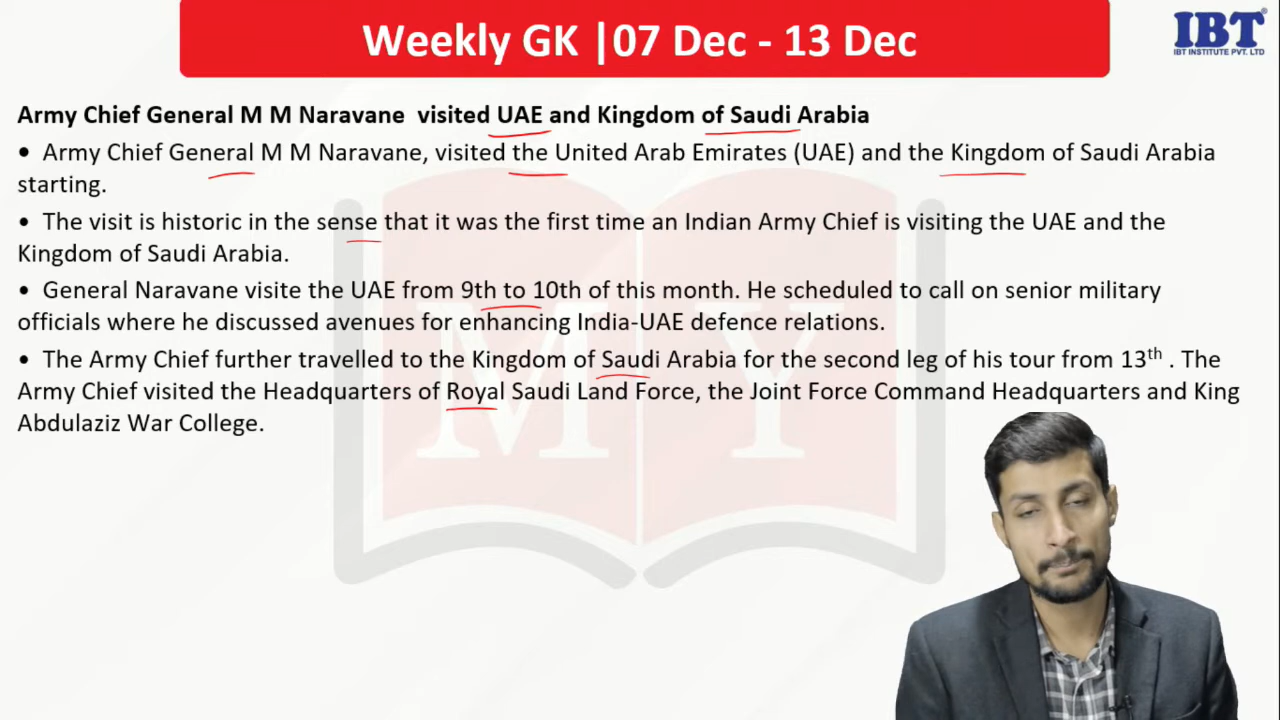 Weekly GK |07 Dec - 13 Dec
IBT
IBT INSTITUTE PVT. LTD
Army Chief General M M Naravane visited UAE and Kingdom of Saudi Arabia
• Army Chief General M M Naravane, visited the United Arab Emirates (UAE) and the Kingdom of Saudi Arabia
starting.
• The visit is historic in the sense that it was the first time an Indian Army Chief is visiting the UAE and the
Kingdom of Saudi Arabia.
• General Naravane visite the UAE from 9th to 10th of this month. He scheduled to call on senior military
officials where he discussed avenues for enhancing India-UAE defence relations.
• The Army Chief further travelled to the Kingdom of Saudi Arabia for the second leg of his tour from 13th . The
Army Chief visited the Headquarters of Royal Saudi Land Force, the Joint Force Command Headquarters and King
Abdulaziz War College.
M Y